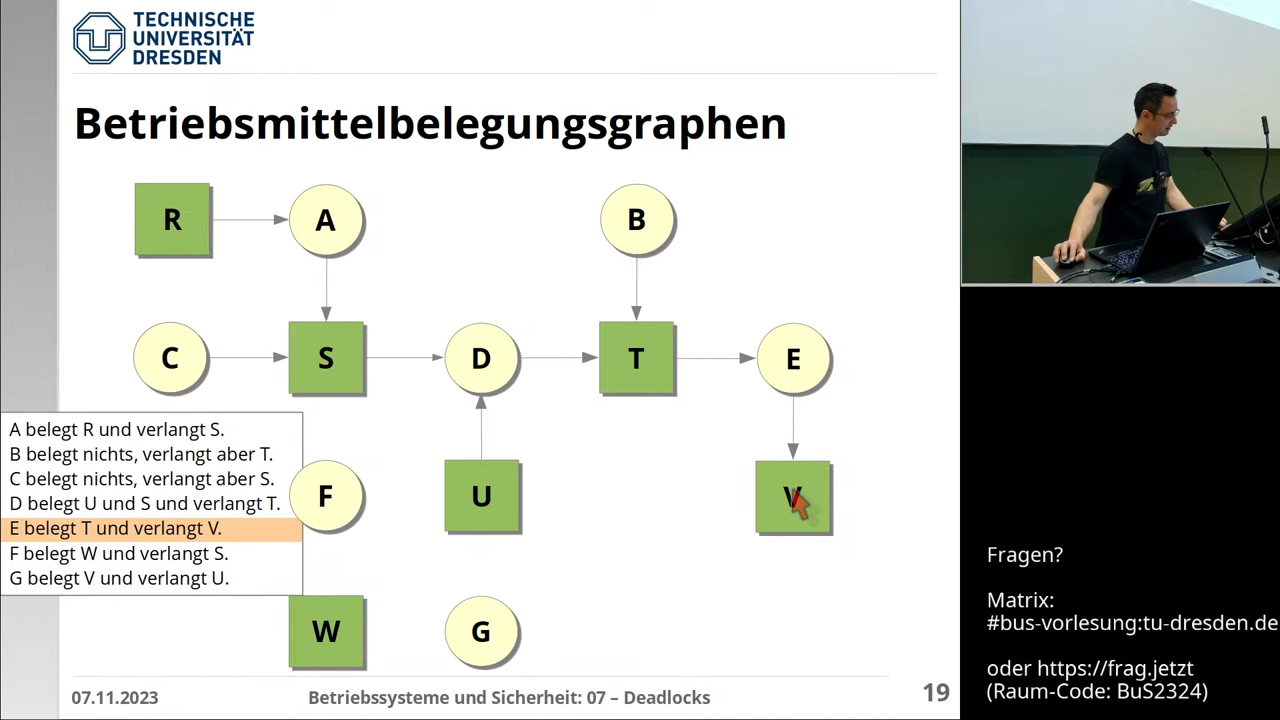 TECHNISCHE
UNIVERSITÄT
DRESDEN
Betriebsmittelbelegungsgraphen
R
A
B
C
S
D
T
E
A belegt R und verlangt S.
B belegt nichts, verlangt aber T.
C belegt nichts, verlangt aber S.
D belegt U und S und verlangt T.
E belegt T und verlangt V.
F belegt W und verlangt S.
G belegt V und verlangt U.
F
U
V
W
G
07.11.2023
Betriebssysteme und Sicherheit: 07 – Deadlocks
19
Fragen?
Matrix:
#bus-vorlesung:tu-dresden.de
oder https://frag.jetzt
(Raum-Code: BuS2324)